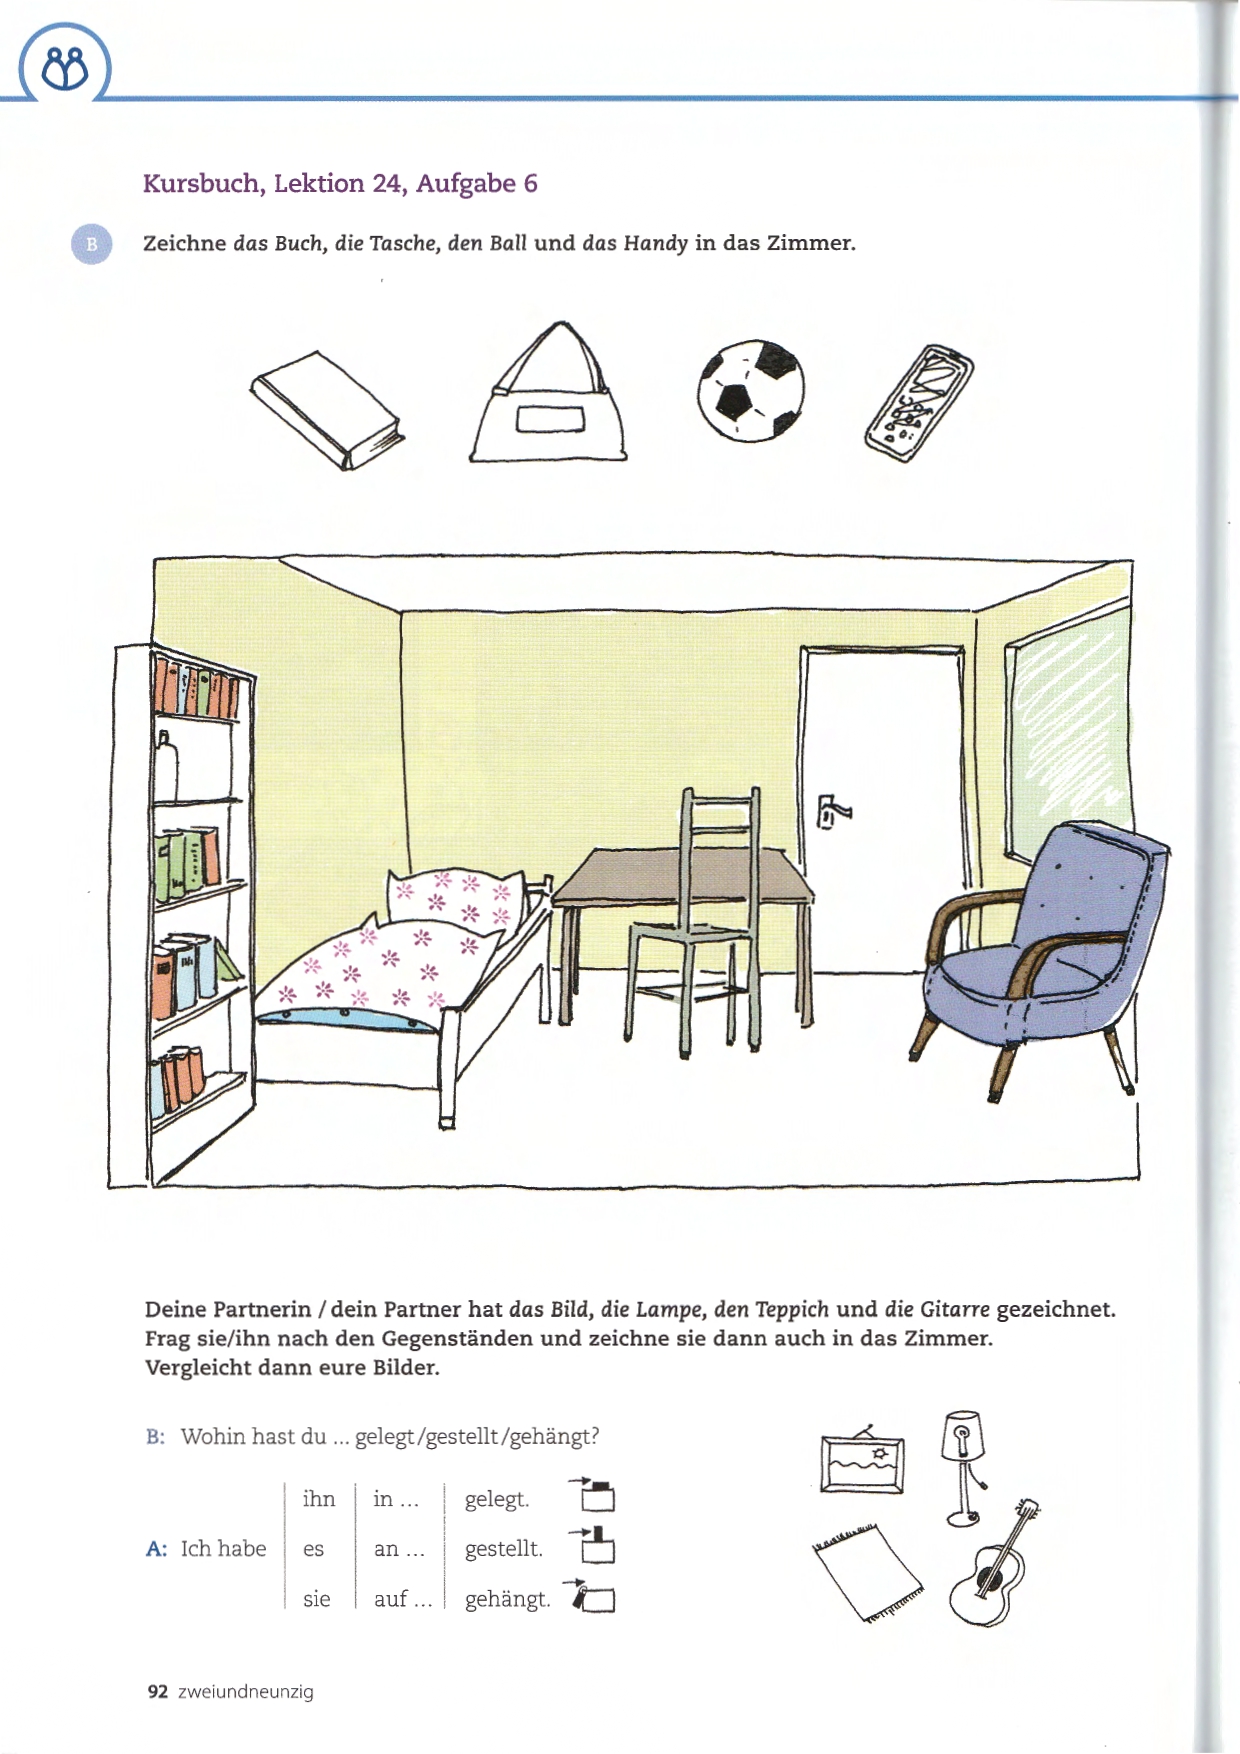 Kursbuch, Lektion 24, Aufgabe 6
B Zeichne das Buch, die Tasche, den Ball und das Handy in das Zimmer.
Deine Partnerin / dein Partner hat das Bild, die Lampe, den Teppich und die Gitarre gezeichnet.
Frag sie/ihn nach den Gegenständen und zeichne sie dann auch in das Zimmer.
Vergleicht dann eure Bilder.
B: Wohin hast du ... gelegt/gestellt/gehängt?
ihn in ... gelegt.
A: Ich habe es an ... gestellt.
sie auf ... gehängt.
92 zweiundneunzig